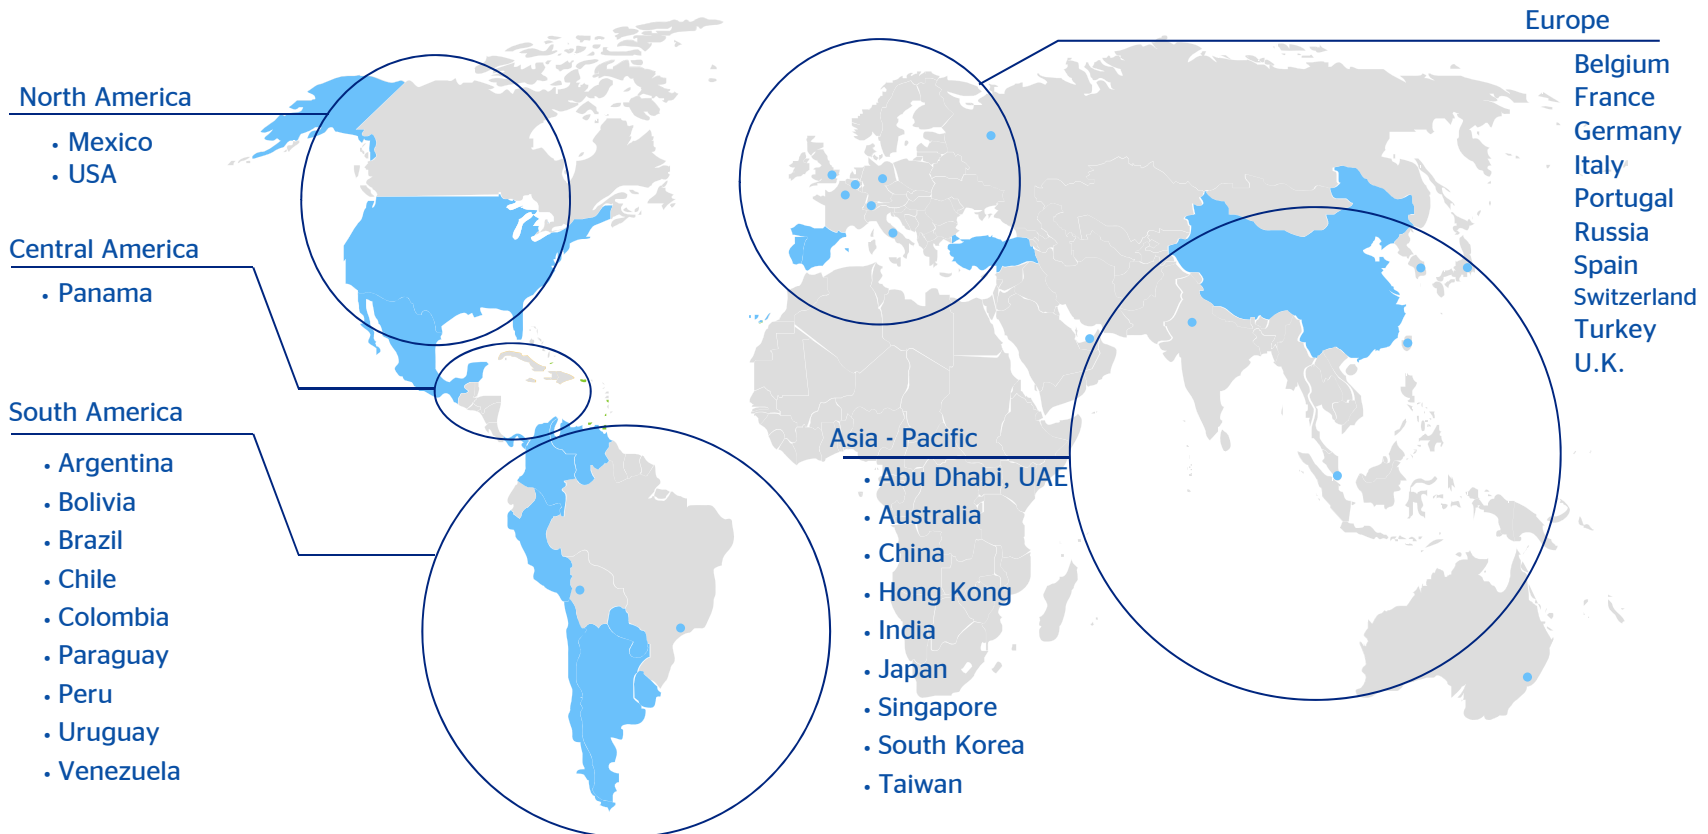 North America
• Mexico
• USA
Central America
• Panama
South America
• Argentina
• Bolivia
• Brazil
• Chile
• Colombia
• Paraguay
• Peru
• Uruguay
• Venezuela
Europe
Belgium
France
Germany
Italy
Portugal
Russia
Spain
Switzerland
Turkey
U.K.
Asia - Pacific
• Abu Dhabi, UAE
• Australia
• China
• Hong Kong
• India
• Japan
• Singapore
• South Korea
• Taiwan